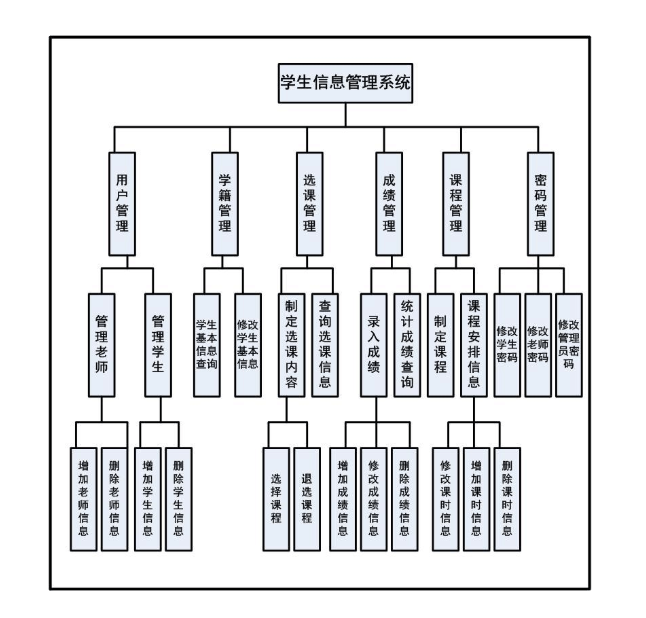 学生信息管理系统
用户管理
学籍管理
选课管理
成绩管理
课程管理
密码管理
管理老师
管理学生
学生基本信息查询
修改学生基本信息
制定选课内容
查询选课信息
录入成绩
统计成绩查询
制定课程
课程安排信息
修改学生密码
修改老师密码
修改管理员密码
增加老师信息
删除老师信息
增加学生信息
删除学生信息
选择课程
退选课程
增加成绩信息
修改成绩信息
删除成绩信息
修改课时信息
增加课时信息
删除课时信息